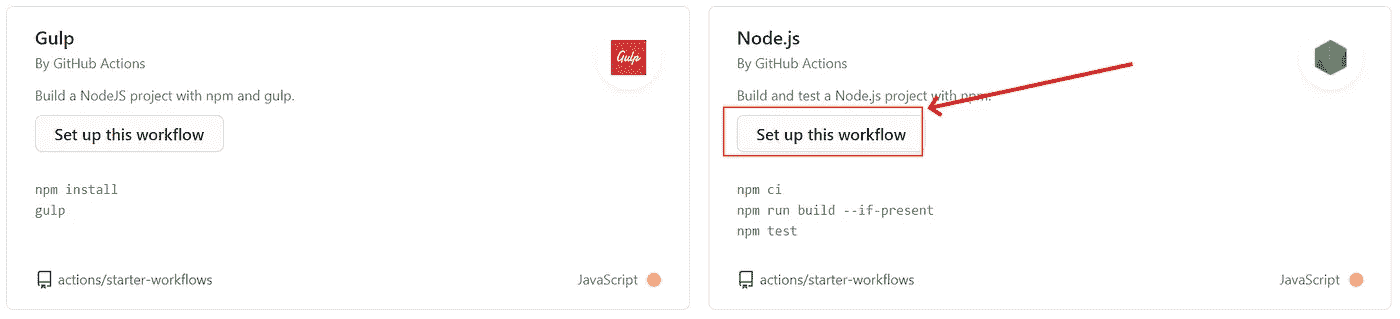 Gulp
By GitHub Actions
Gulp
Build a NodeJS project with npm and gulp.
Set up this workflow
npm install
gulp
actions/starter-workflows
JavaScript
Node.js
By GitHub Actions
Build and test a Node.js project with npm.
Set up this workflow
npm ci
npm run build --if-present
npm test
actions/starter-workflows
JavaScript